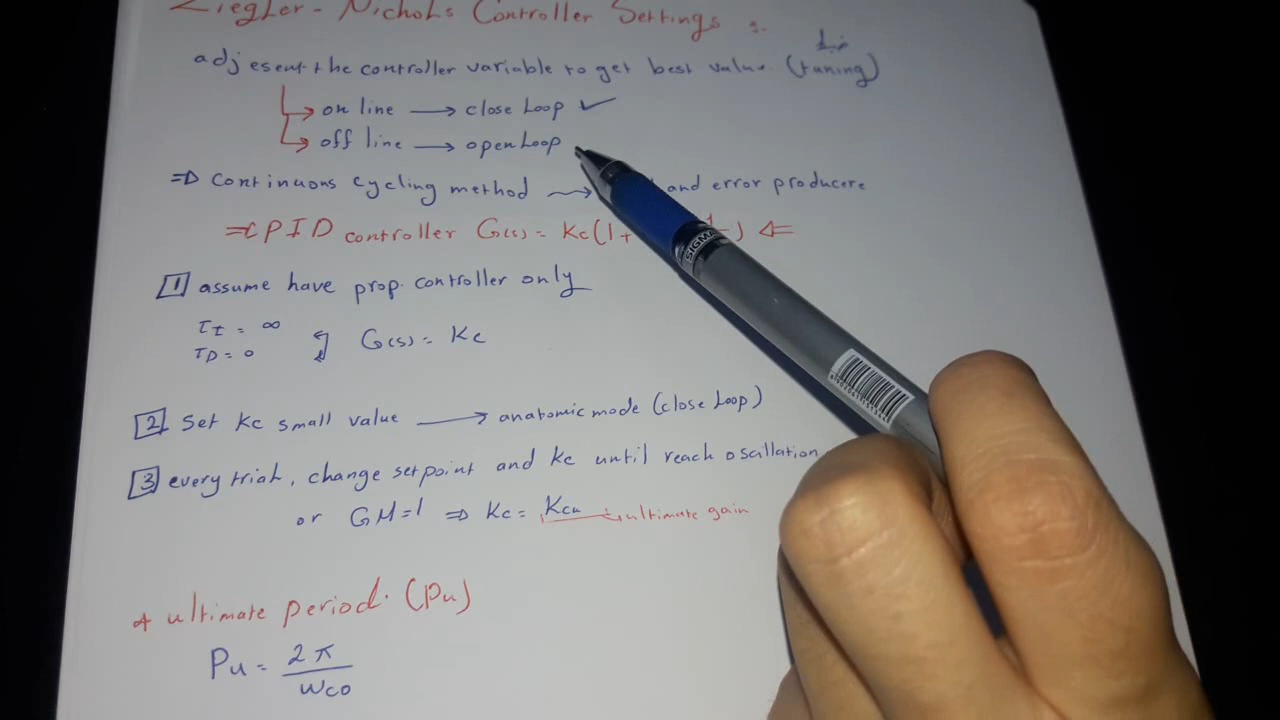 Ziegler - Nichols Controller Settings :.
ضبط
adjesent the controller variable to get best value (tuning)
on line → close Loop ✓
off line → open Loop
⇒ Continuous cycling method and error producere
⇒ PID controller G(s) = Kc(1+ ) ⇐
1 assume have prop. controller only
τI = ∞
τD = 0 } G(s) = Kc
2 Set Kc small value → anatomic mode (close Loop)
3 every trial, change setpoint and Kc until reach oscallation
or GM=1 ⇒ Kc = Kcu → ultimate gain
ultimate period. (Pu)
Pu = 2π / wco
SIGMA